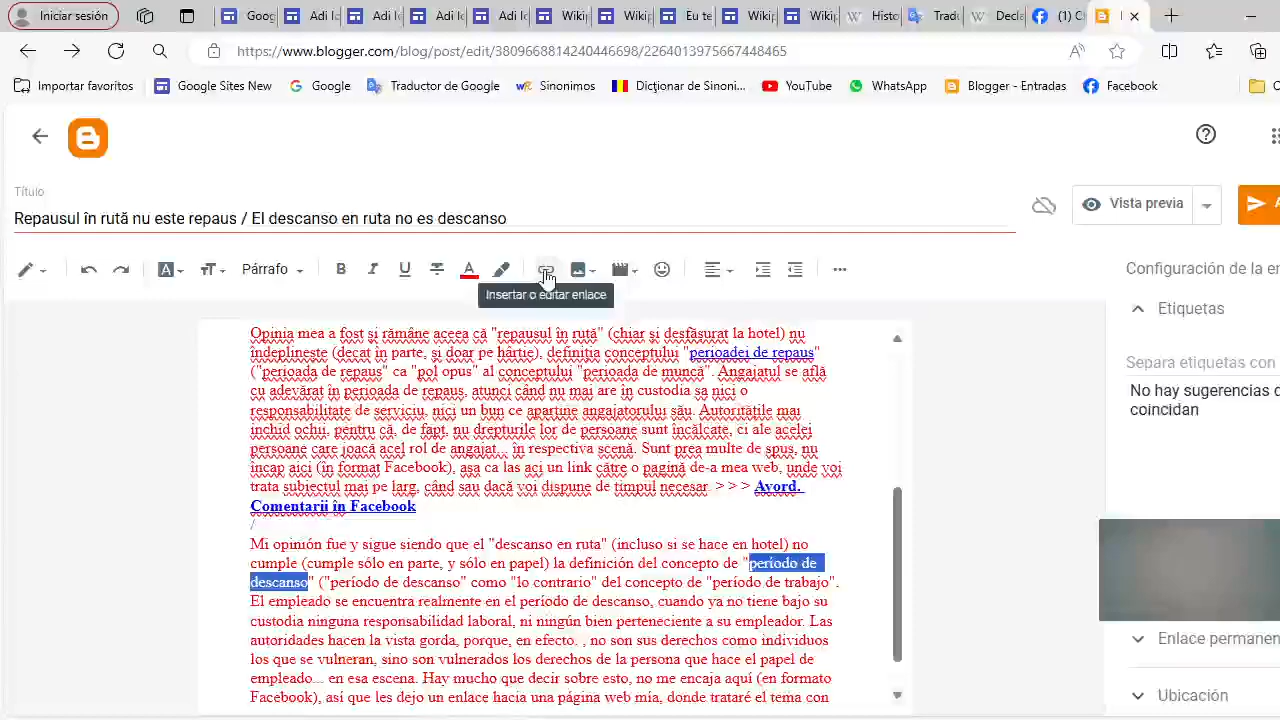 Iniciar sesión
Goog
Adi Io
Adi Io
Adi Io
Adi Io
Wikip
Wikip
Eu te
Wikip
Wikip
Histo
Tradu
Decla
(1) C
https://www.blogger.com/blog/post/edit/3809668814240446698/2264013975667448465
Importar favoritos
Google Sites New
Google
Traductor de Google
Sinonimos
Dicționar de Sinoni...
YouTube
WhatsApp
Blogger - Entradas
Facebook
Título
Repausul în rută nu este repaus / El descanso en ruta no es descanso
Vista previa
A
Párrafo
Insertar o editar enlace
Configuración de la en
Etiquetas
Separa etiquetas con
No hay sugerencias q
coincidan
Enlace permanen
Ubicación
Opinia mea a fost și rămâne aceea că "repausul în rută" (chiar și desfășurat la hotel) nu
îndeplinește (decat în parte, și doar pe hârtie), definiția conceptului "perioadei de repaus"
("perioada de repaus" ca "pol opus" al conceptului "perioada de muncă". Angajatul se află
cu adevărat în perioada de repaus, atunci când nu mai are în custodia sa nici o
responsabilitate de serviciu, nici un bun ce aparține angajatorului său. Autoritățile mai
inchid ochii, pentru că, de fapt, nu drepturile lor de persoane sunt încălcate, ci ale acelei
persoane care joacă acel rol de angajat... în respectiva scenă. Sunt prea multe de spus, nu
încap aici (în format Facebook), așa ca las aci un link către o pagină de-a mea web, unde voi
trata subiectul mai pe larg, când sau dacă voi dispune de timpul necesar. > > > Avord.
Comentarii în Facebook
/
Mi opinión fue y sigue siendo que el "descanso en ruta" (incluso si se hace en hotel) no
cumple (cumple sólo en parte, y sólo en papel) la definición del concepto de "período de
descanso" ("período de descanso" como "lo contrario" del concepto de "período de trabajo".
El empleado se encuentra realmente en el período de descanso, cuando ya no tiene bajo su
custodia ninguna responsabilidad laboral, ni ningún bien perteneciente a su empleador. Las
autoridades hacen la vista gorda, porque, en efecto. , no son sus derechos como individuos
los que se vulneran, sino son vulnerados los derechos de la persona que hace el papel de
empleado... en esa escena. Hay mucho que decir sobre esto, no me encaja aquí (en formato
Facebook), así que les dejo un enlace hacia una página web mía, donde trataré el tema con